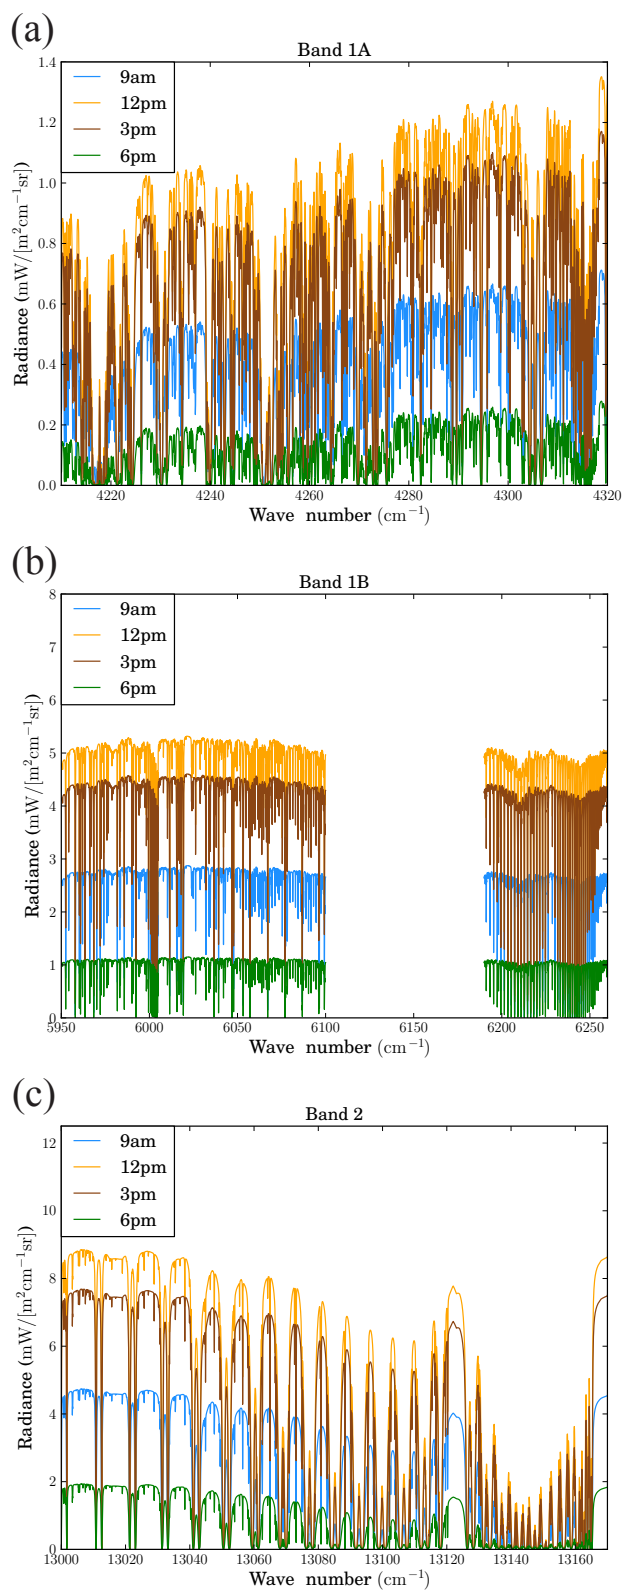 (a)
Band 1A
1.4
1.2
1.0
0.8
0.6
0.4
0.2
0.0
Radiance (mW/[m²cm⁻¹sr])
9am
12pm
3pm
6pm
4220 4240 4260 4280 4300 4320
Wave number (cm⁻¹)
(b)
Band 1B
8
7
6
5
4
3
2
1
0
Radiance (mW/[m²cm⁻¹sr])
9am
12pm
3pm
6pm
5950 6000 6050 6100 6150 6200 6250
Wave number (cm⁻¹)
(c)
Band 2
12
10
8
6
4
2
0
Radiance (mW/[m²cm⁻¹sr])
9am
12pm
3pm
6pm
13000 13020 13040 13060 13080 13100 13120 13140 13160
Wave number (cm⁻¹)